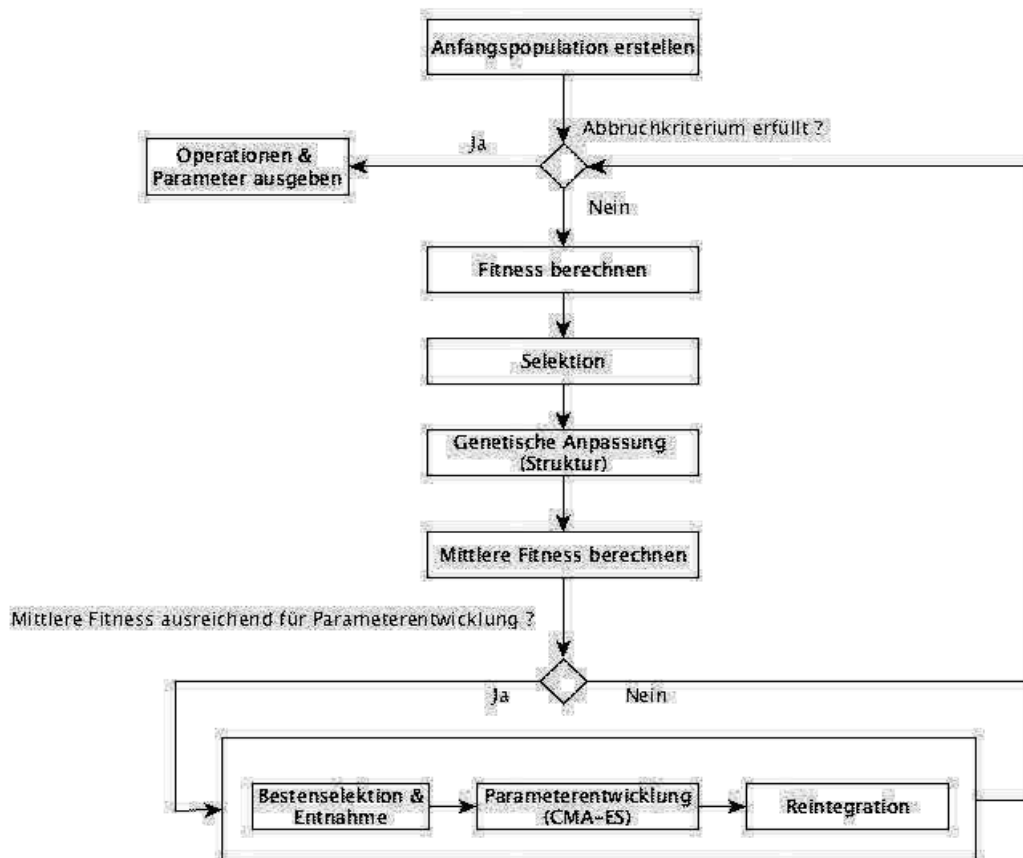 Anfangspopulation erstellen
Abbruchkriterium erfüllt ?
Ja
Operationen &
Parameter ausgeben
Nein
Fitness berechnen
Selektion
Genetische Anpassung
(Struktur)
Mittlere Fitness berechnen
Mittlere Fitness ausreichend für Parameterentwicklung ?
Ja
Nein
Bestenselektion &
Entnahme
Parameterentwicklung
(CMA-ES)
Reintegration